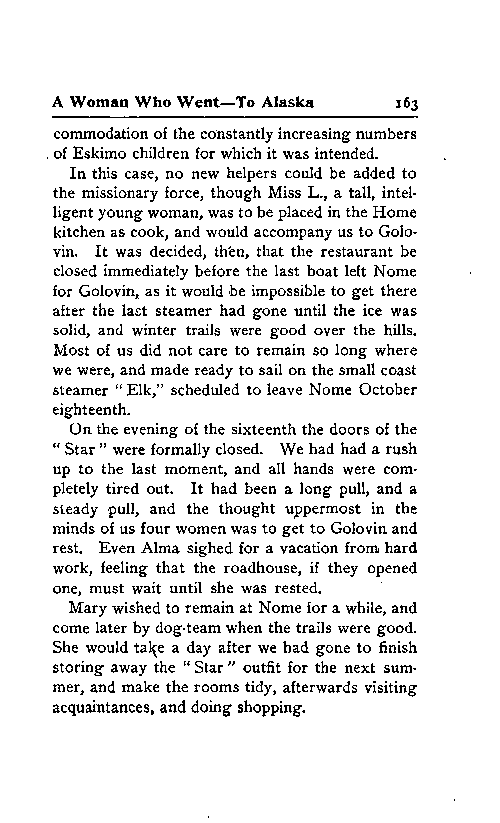 A Woman Who Went—To Alaska 163
commodation of the constantly increasing numbers
of Eskimo children for which it was intended.
In this case, no new helpers could be added to
the missionary force, though Miss L., a tall, intel-
ligent young woman, was to be placed in the Home
kitchen as cook, and would accompany us to Golo-
vin. It was decided, then, that the restaurant be
closed immediately before the last boat left Nome
for Golovin, as it would be impossible to get there
after the last steamer had gone until the ice was
solid, and winter trails were good over the hills.
Most of us did not care to remain so long where
we were, and made ready to sail on the small coast
steamer "Elk," scheduled to leave Nome October
eighteenth.
On the evening of the sixteenth the doors of the
"Star" were formally closed. We had had a rush
up to the last moment, and all hands were com-
pletely tired out. It had been a long pull, and a
steady pull, and the thought uppermost in the
minds of us four women was to get to Golovin and
rest. Even Alma sighed for a vacation from hard
work, feeling that the roadhouse, if they opened
one, must wait until she was rested.
Mary wished to remain at Nome for a while, and
come later by dog-team when the trails were good.
She would take a day after we had gone to finish
storing away the "Star" outfit for the next sum-
mer, and make the rooms tidy, afterwards visiting
acquaintances, and doing shopping.